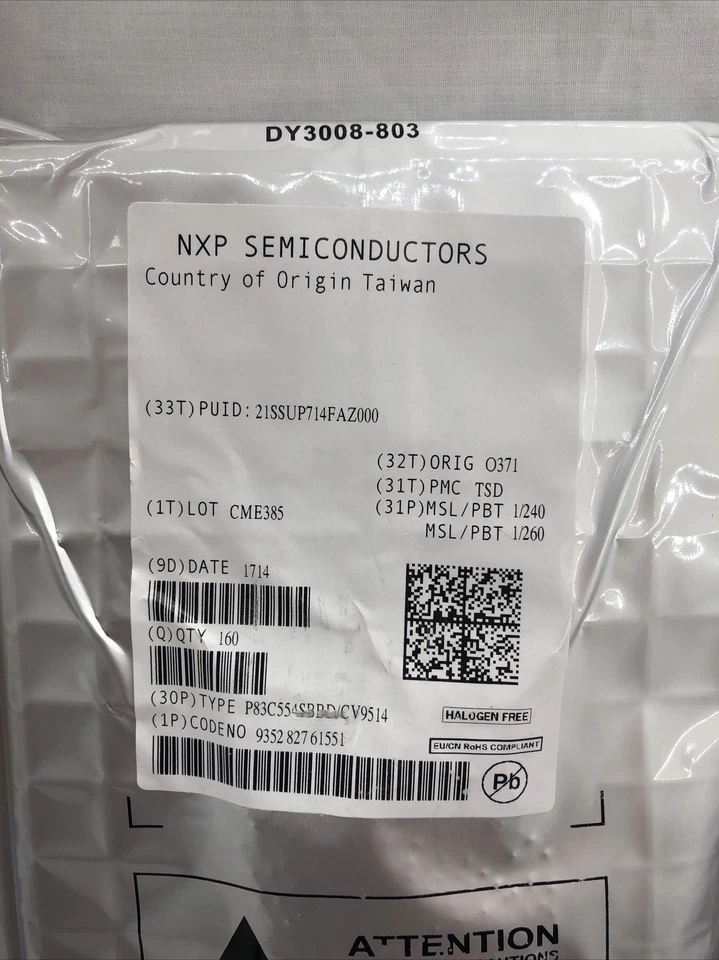 DY3008-803
NXP SEMICONDUCTORS
Country of Origin Taiwan
(33T)PUID: 21SSUP714FAZ000
(32T)ORIG O371
(31T)PMC TSD
(1T)LOT CME385
(31P)MSL/PBT 1/240
MSL/PBT 1/260
(9D)DATE 1714
(Q)QTY 160
(30P)TYPE P83C554SBBD/CV9514
HALOGEN FREE
(1P)CODENO 9352 827 61551
EU/CN RoHS COMPLIANT
Pb
ATTENTION